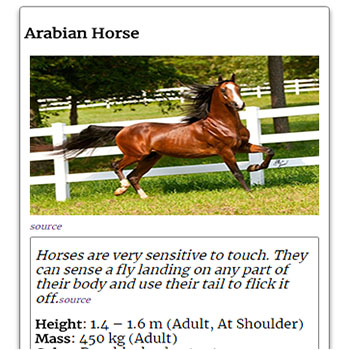 Arabian Horse
source
Horses are very sensitive to touch. They
can sense a fly landing on any part of
their body and use their tail to flick it
off.source
Height: 1.4 – 1.6 m (Adult, At Shoulder)
Mass: 450 kg (Adult)